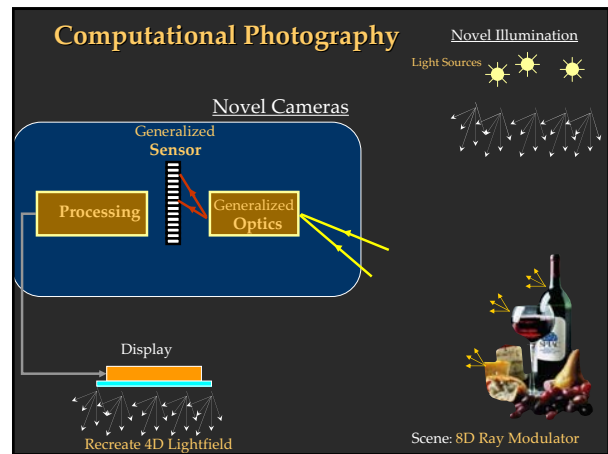 Computational Photography
Novel Illumination
Light Sources
Novel Cameras
Generalized
Sensor
Processing
Generalized
Optics
Display
Recreate 4D Lightfield
Scene: 8D Ray Modulator